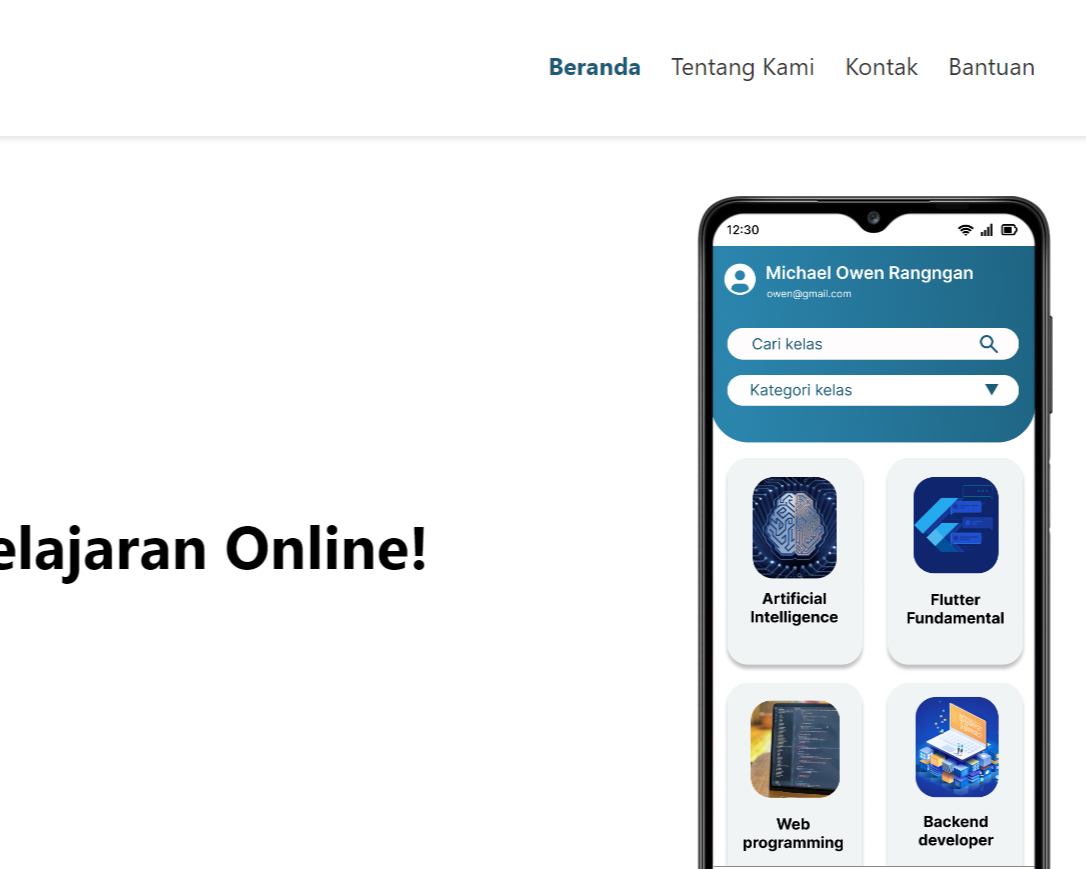 Beranda Tentang Kami Kontak Bantuan
12:30
Michael Owen Rangngan
owen@gmail.com
Cari kelas
Kategori kelas
elajaran Online!
Artificial
Intelligence
Flutter
Fundamental
Web
programming
Backend
developer